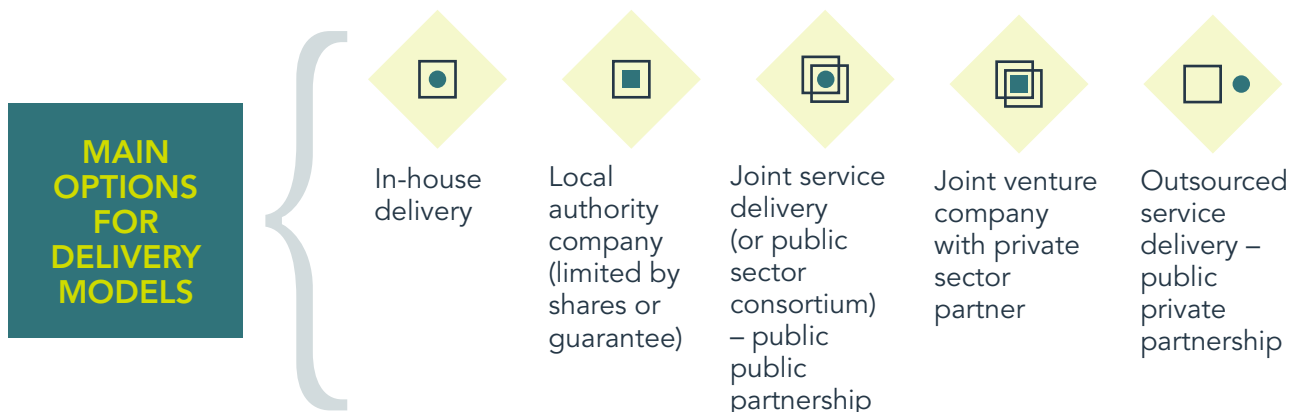 MAIN
OPTIONS
FOR
DELIVERY
MODELS
In-house
delivery
Local
authority
company
(limited by
shares or
guarantee)
Joint service
delivery
(or public
sector
consortium)
– public
public
partnership
Joint venture
company
with private
sector
partner
Outsourced
service
delivery –
public
private
partnership